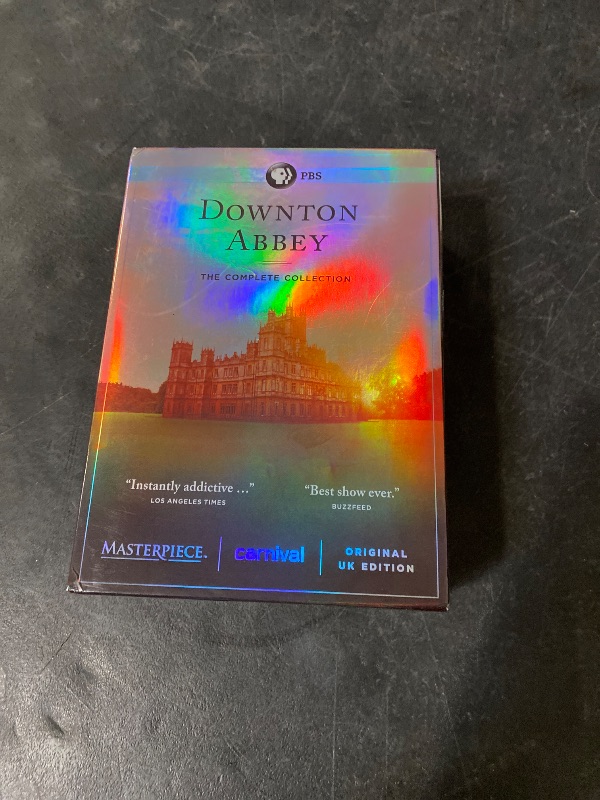 PBS
DOWNTON
ABBEY
THE COMPLETE COLLECTION
“Instantly addictive ...”
LOS ANGELES TIMES
“Best show ever.”
BUZZFEED
MASTERPIECE™
carnival
ORIGINAL
UK EDITION